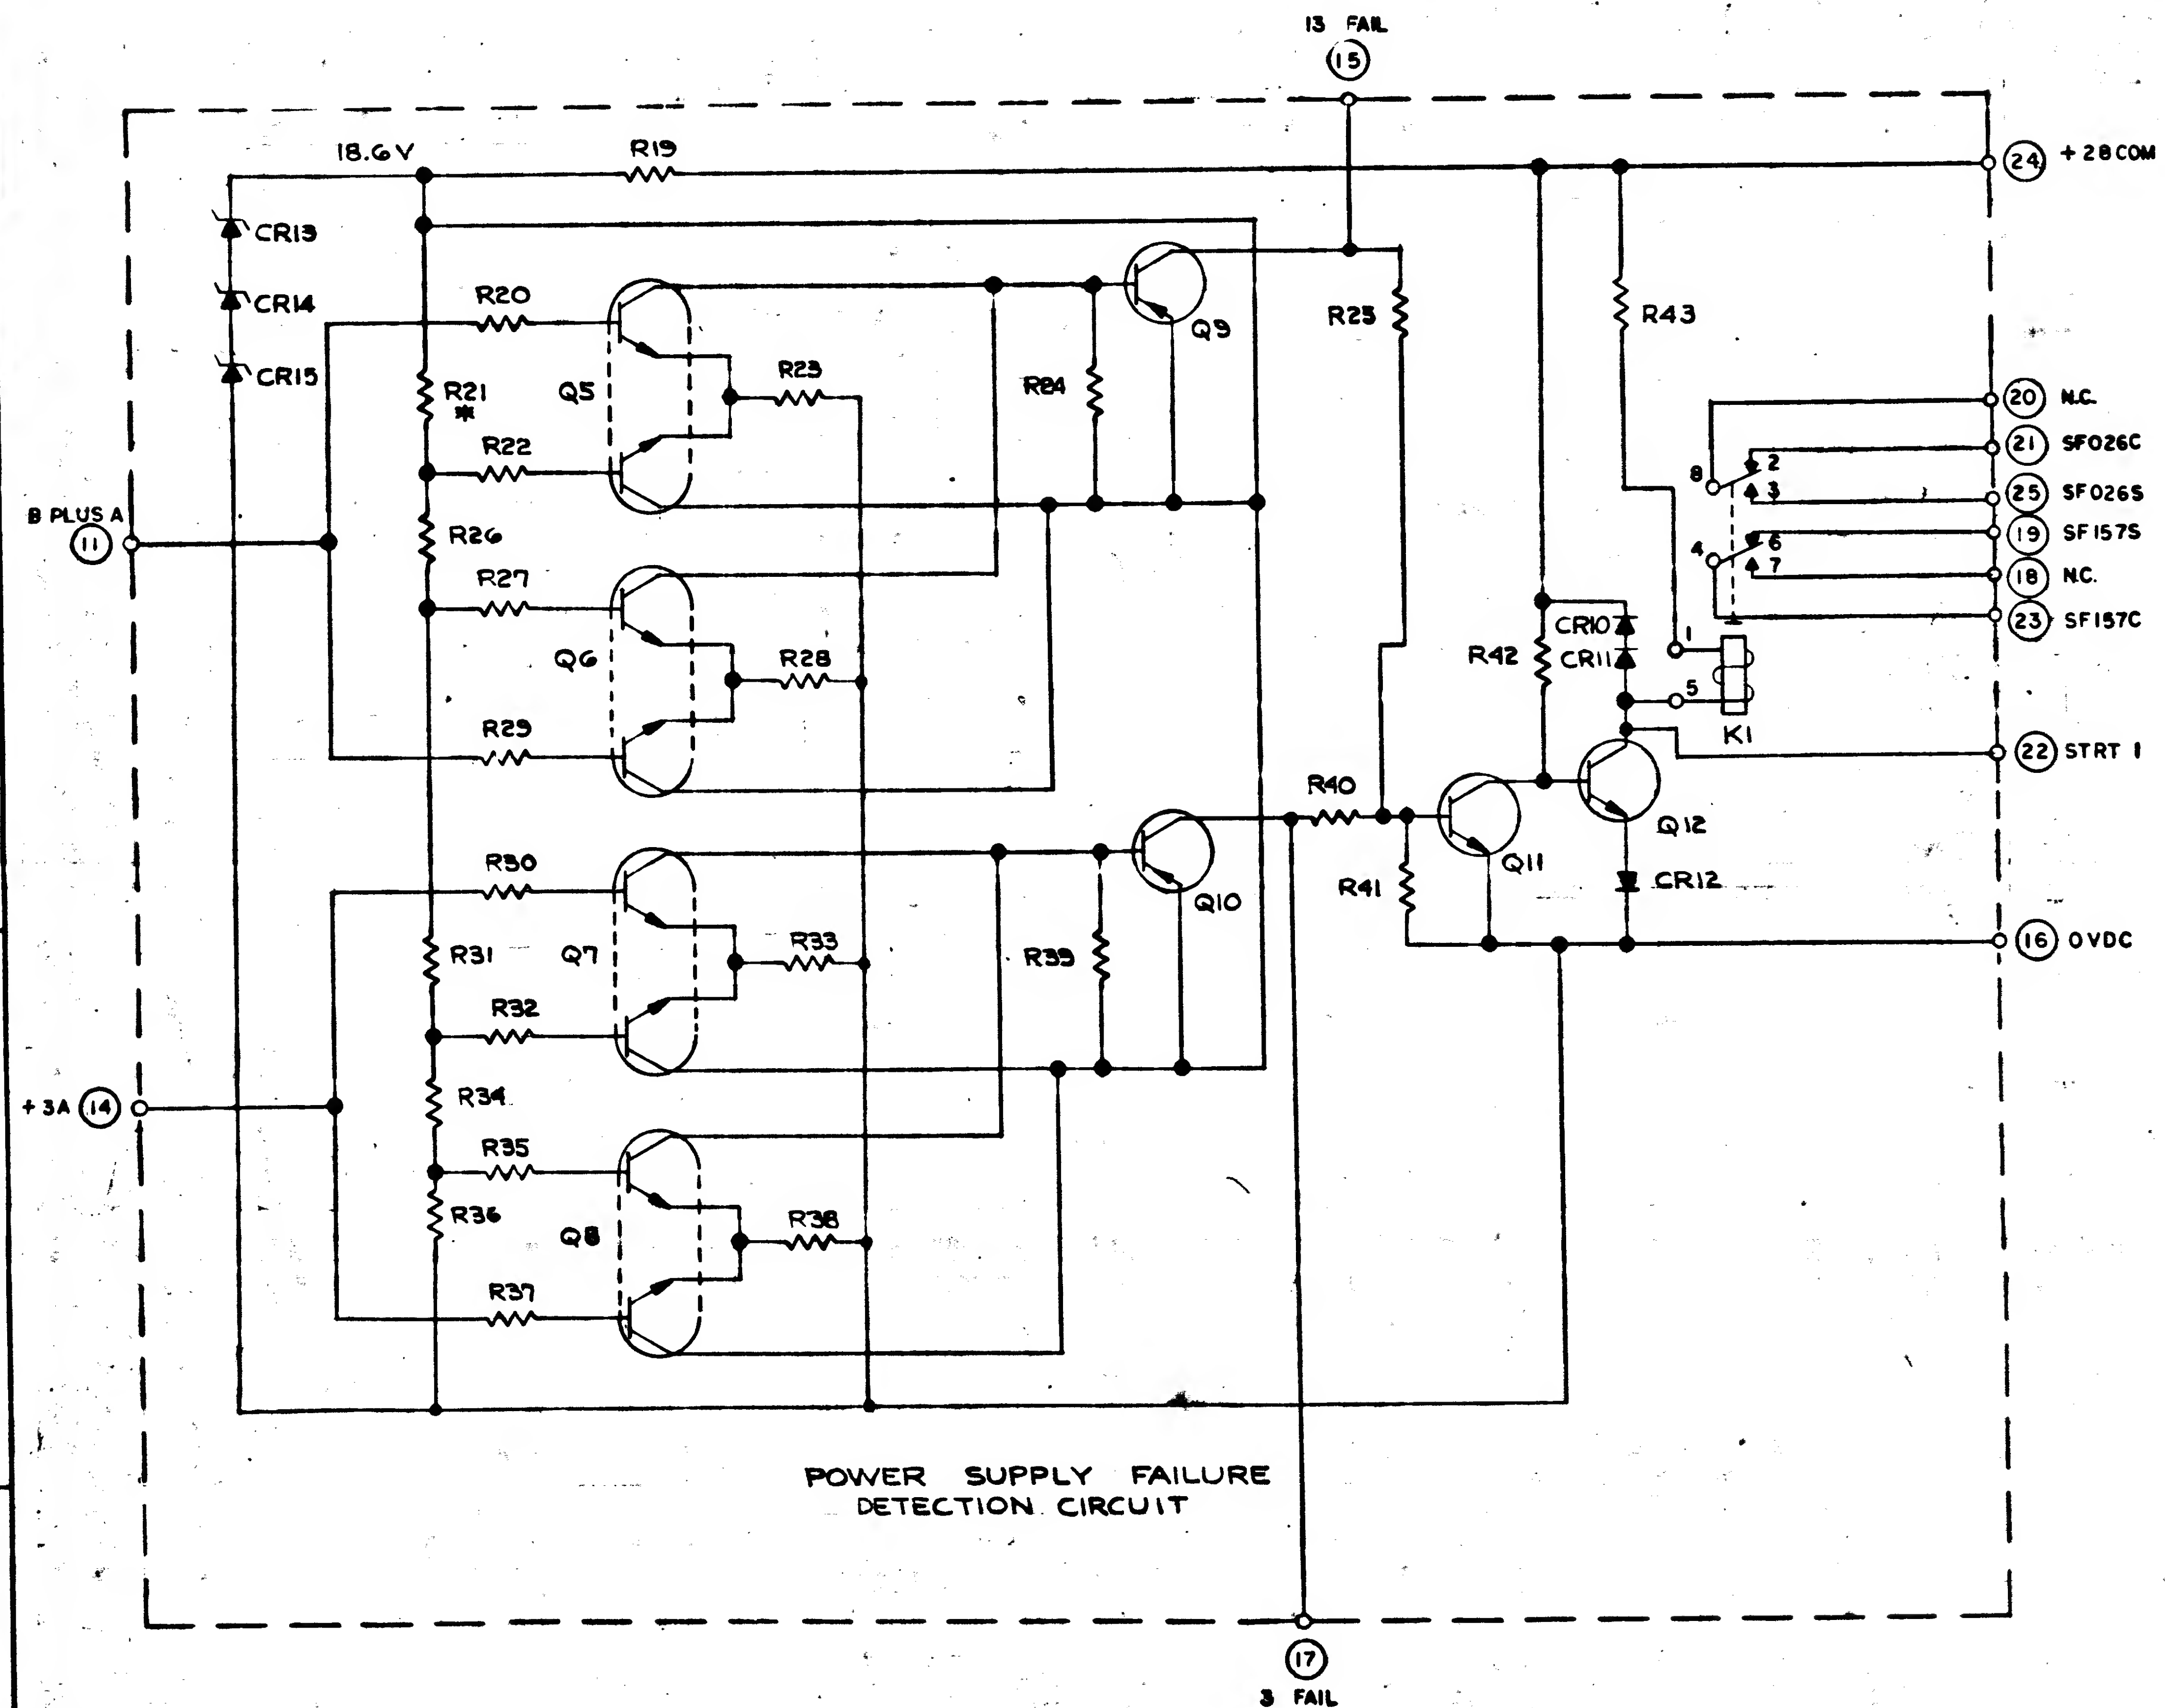 13 FAIL
15
18.6V
R19
24
+28COM
CR13
CR14
CR15
R20
Q5
R21
*
R22
R23
R24
Q9
R25
R43
20 N.C.
21 SF026C
25 SF026S
19 SF157S
18 N.C.
23 SF157C
8
2
3
4
6
7
B PLUS A
11
R26
R27
Q6
R28
R29
R42
CR10
CR11
1
5
K1
22 STRT 1
R40
Q11
Q12
R41
CR12
16 0VDC
R30
Q7
R31
R32
R33
R39
Q10
+3A 14
R34
R35
R36
Q8
R38
R37
POWER SUPPLY FAILURE
DETECTION CIRCUIT
17
3 FAIL